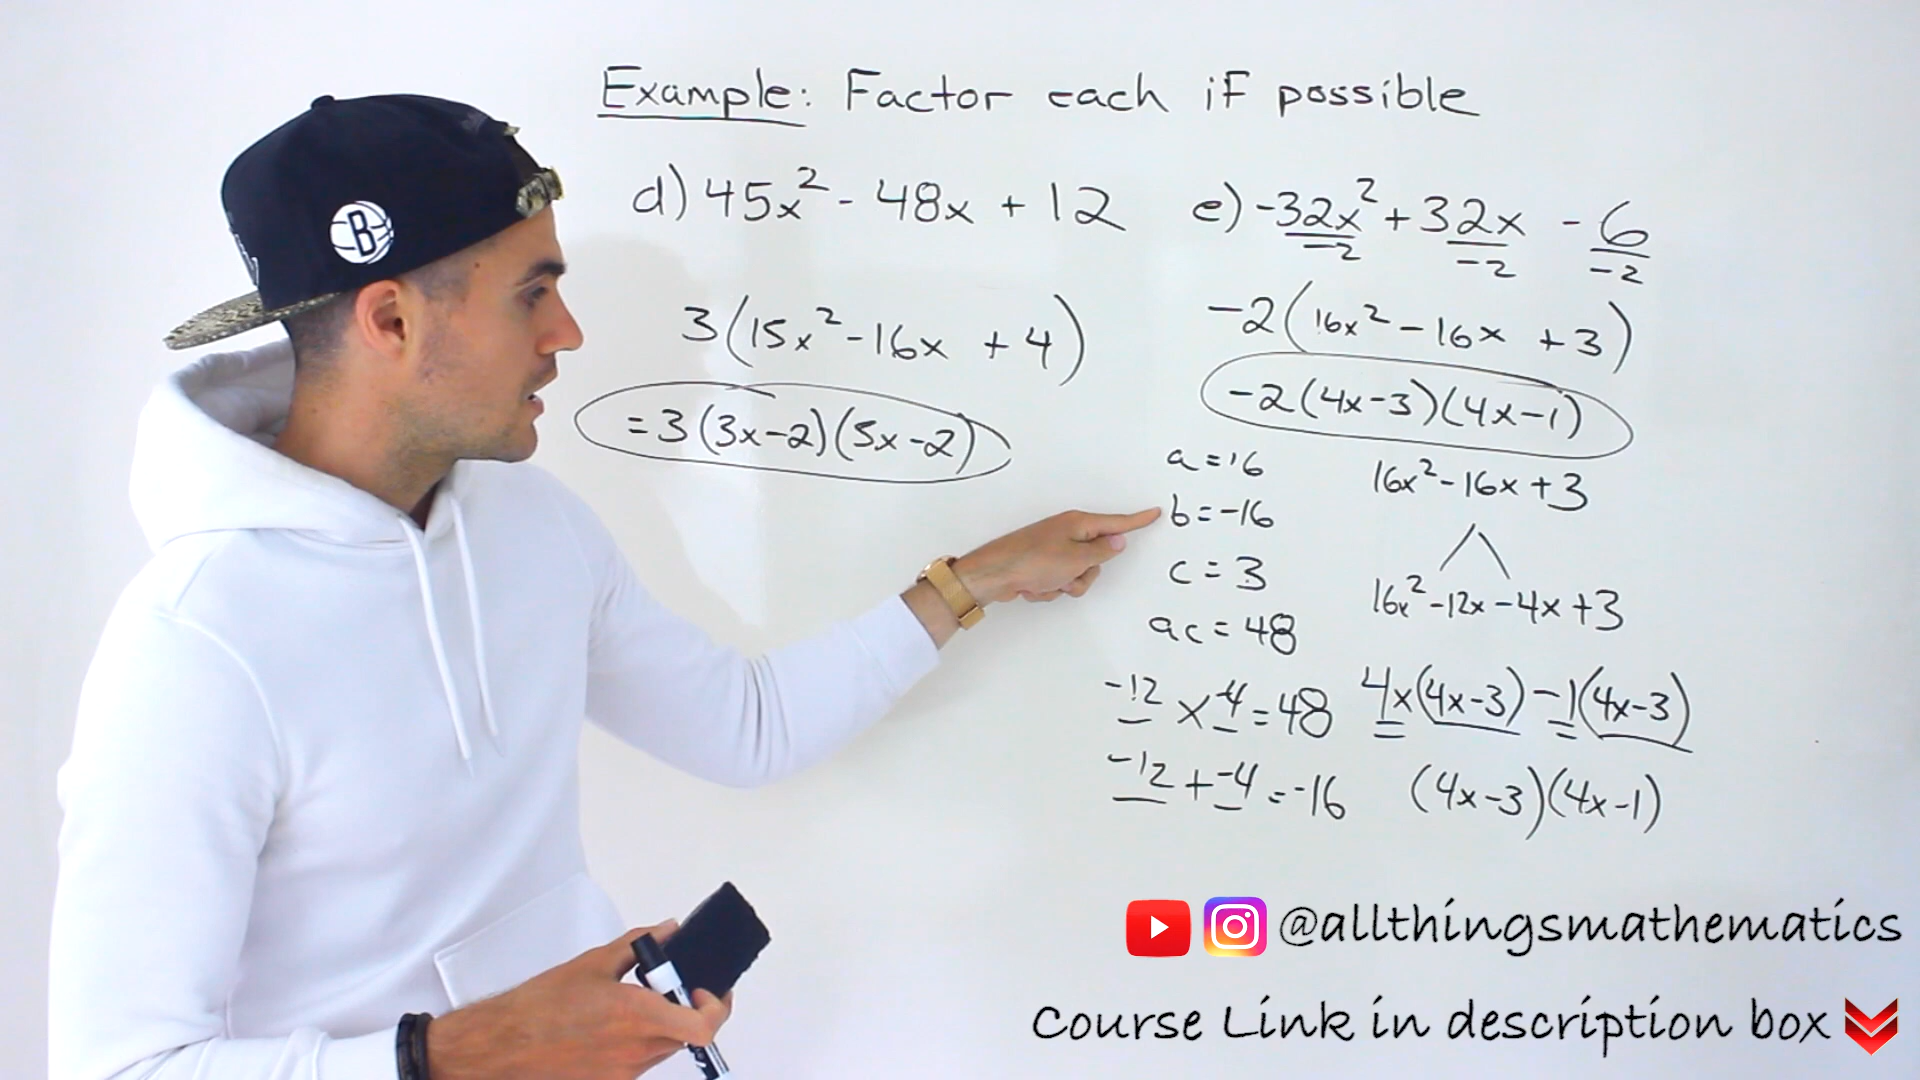 Example: Factor each if possible
d) 45x² - 48x + 12
3(15x² - 16x + 4)
= 3(3x-2)(5x-2)
e) -32x² + 32x - 6
-2 -2 -2
-2(16x² - 16x + 3)
-2(4x-3)(4x-1)
a = 16
b = -16
c = 3
ac = 48
-12 x -4 = 48
-12 + -4 = -16
16x² - 16x + 3
16x² - 12x - 4x + 3
4x(4x-3) - 1(4x-3)
(4x-3)(4x-1)
B
@allthingsmathematics
Course Link in description box